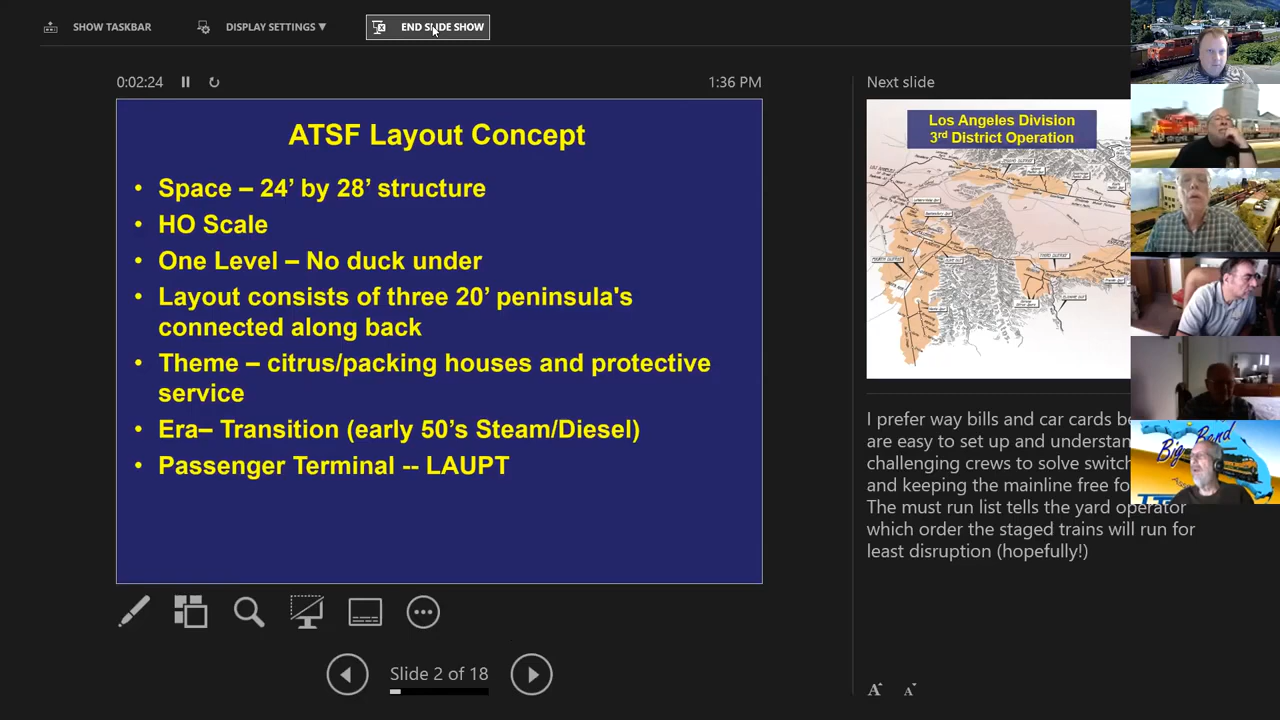 SHOW TASKBAR
DISPLAY SETTINGS ▼
END SLIDE SHOW
0:02:24
1:36 PM
Next slide
ATSF Layout Concept
• Space – 24’ by 28’ structure
• HO Scale
• One Level – No duck under
• Layout consists of three 20’ peninsula's
connected along back
• Theme – citrus/packing houses and protective
service
• Era– Transition (early 50’s Steam/Diesel)
• Passenger Terminal -- LAUPT
Los Angeles Division
3rd District Operation
I prefer way bills and car cards
are easy to set up and
challenging crews to solve
and keeping the mainline free
The must run list tells the yard operator
which order the staged trains will run for
least disruption (hopefully!)
Big Bend
Slide 2 of 18
A A